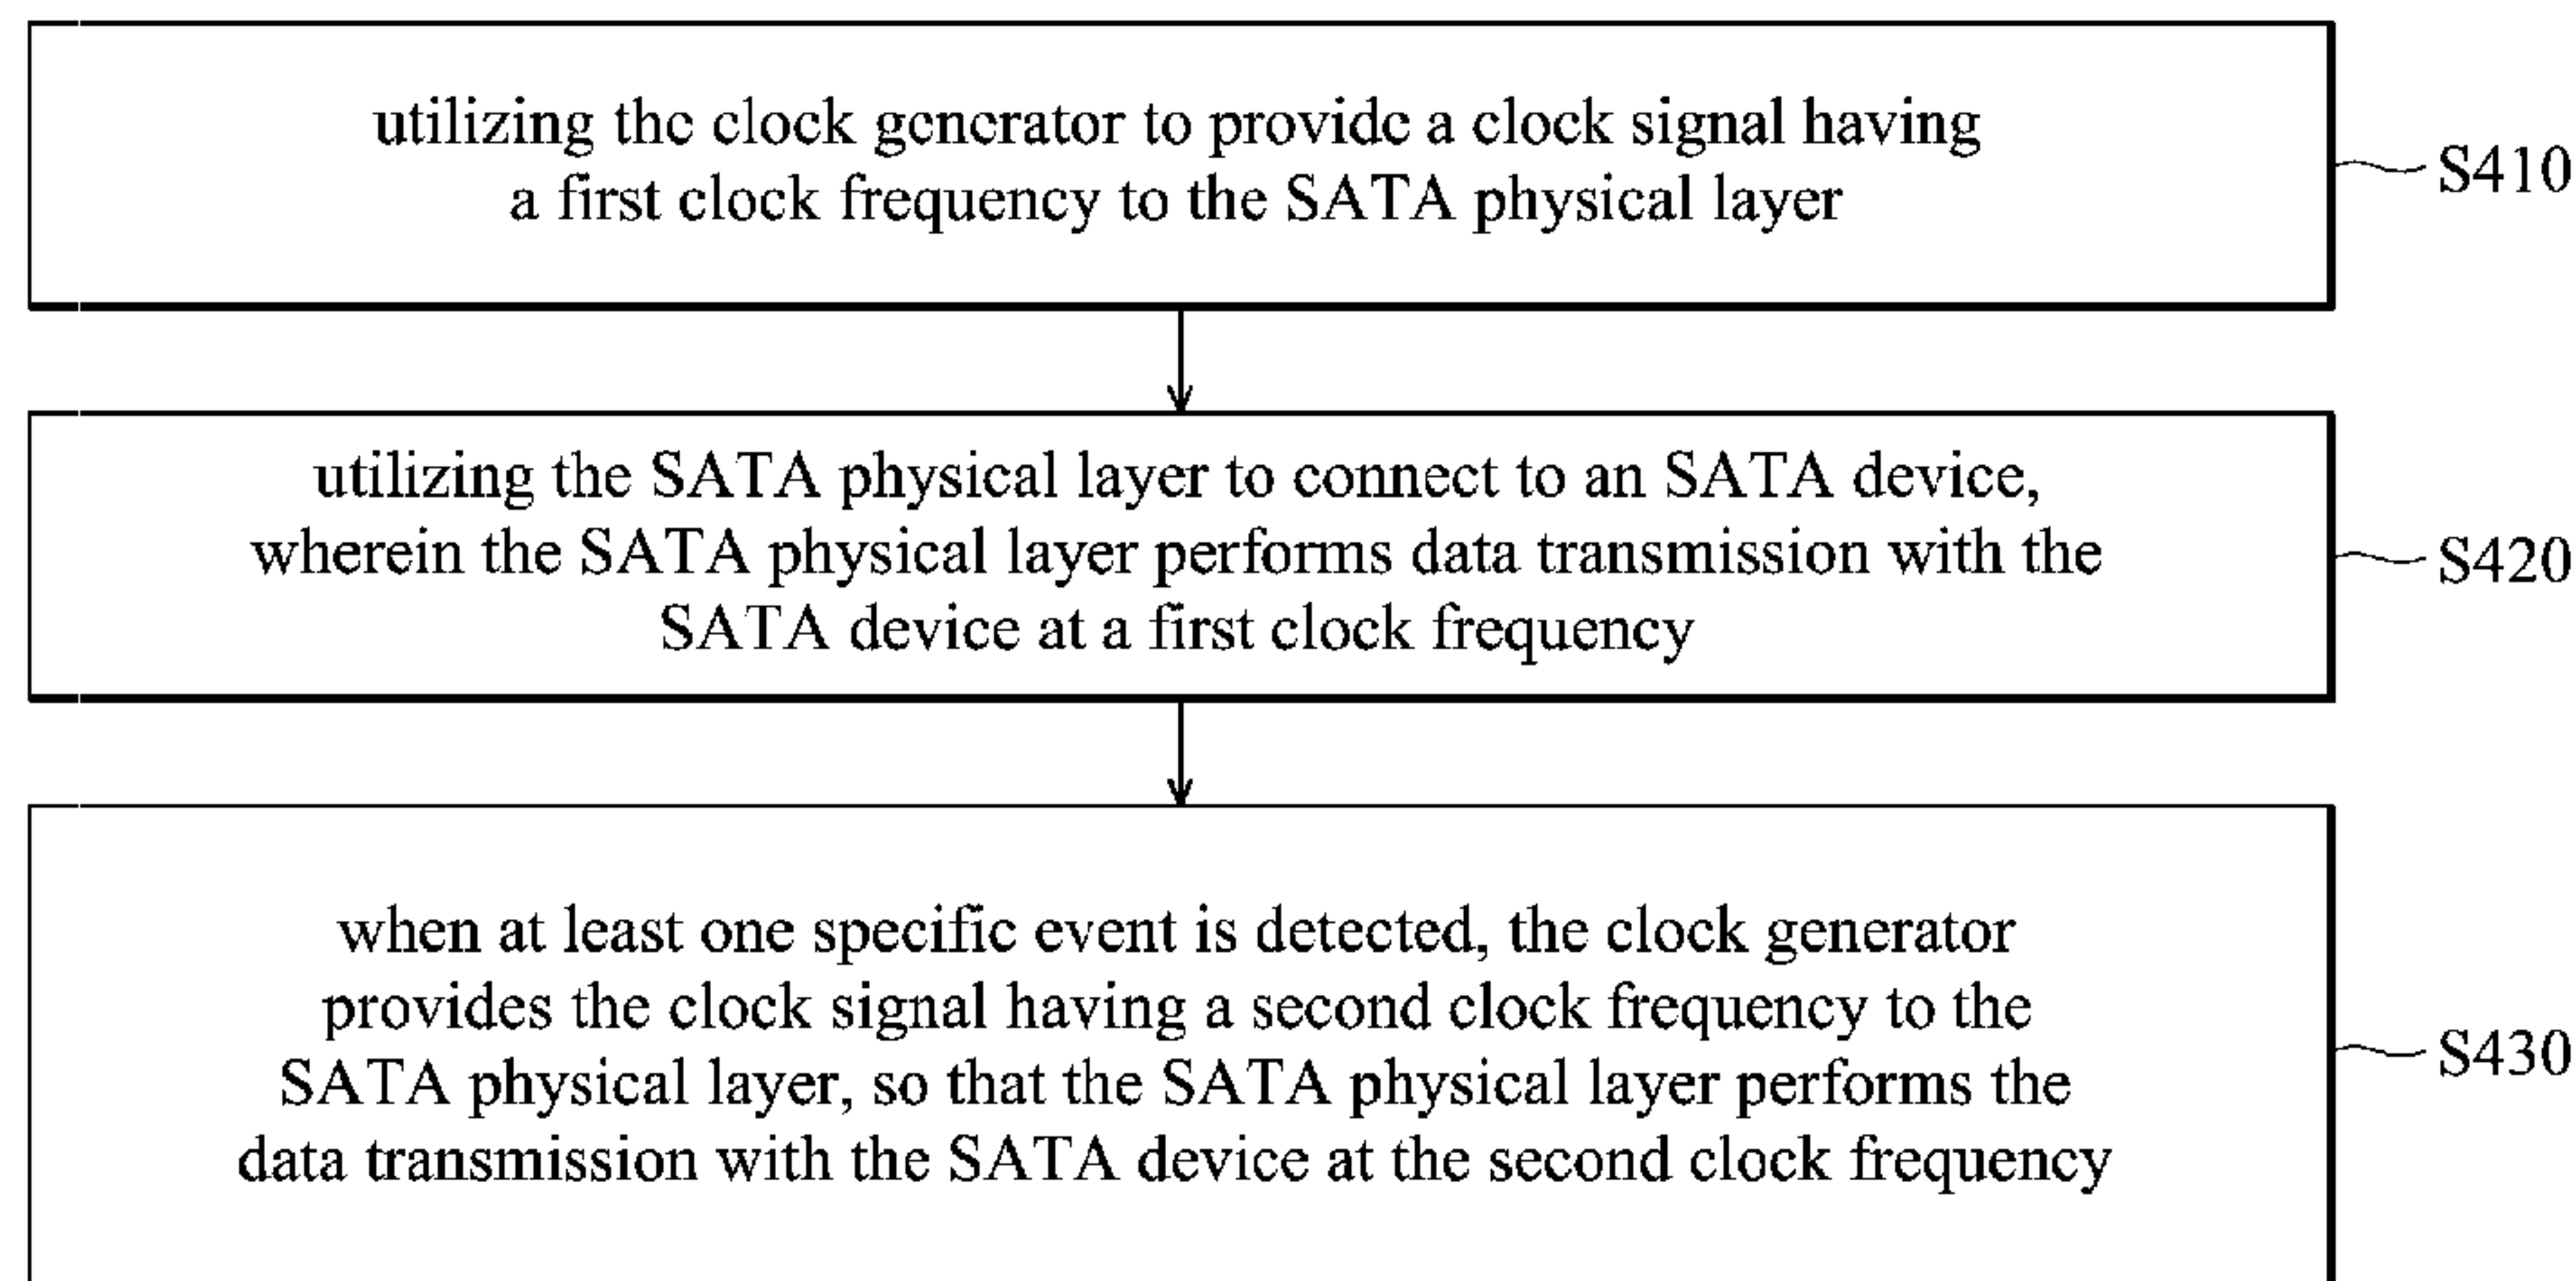 utilizing the clock generator to provide a clock signal having
a first clock frequency to the SATA physical layer
S410
utilizing the SATA physical layer to connect to an SATA device,
wherein the SATA physical layer performs data transmission with the
SATA device at a first clock frequency
S420
when at least one specific event is detected, the clock generator
provides the clock signal having a second clock frequency to the
SATA physical layer, so that the SATA physical layer performs the
data transmission with the SATA device at the second clock frequency
S430